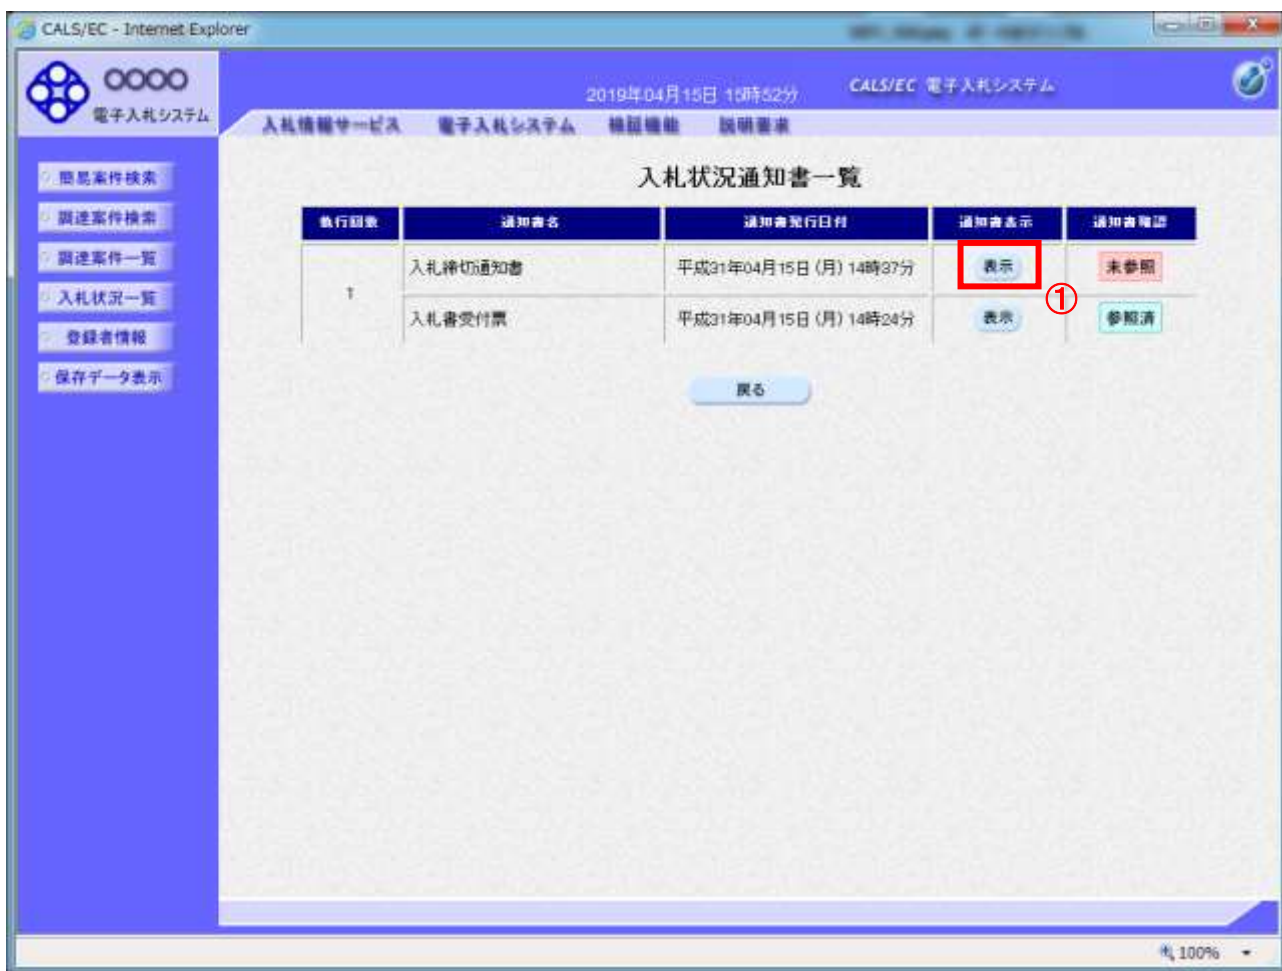 CALS/EC - Internet Explorer
○○○○
電子入札システム
2019年04月15日 15時52分
CALS/EC 電子入札システム
入札情報サービス 電子入札システム 検証機能 説明要求
簡易案件検索
調達案件検索
調達案件一覧
入札状況一覧
登録者情報
保存データ表示
入札状況通知書一覧
執行回数 通知書名 通知書発行日付 通知書表示 通知書確認
1
入札締切通知書 平成31年04月15日(月) 14時37分 表示 未参照
①
入札書受付票 平成31年04月15日(月) 14時24分 表示 参照済
戻る
100%